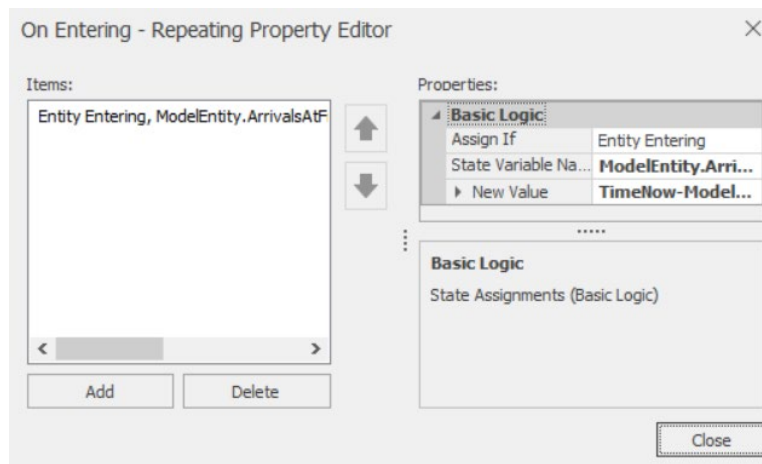 On Entering - Repeating Property Editor
Items:
Properties:
Entity Entering, ModelEntity.ArrivalsAtF
Basic Logic
Assign If Entity Entering
State Variable Na... ModelEntity.Arri...
New Value TimeNow-Model...
Basic Logic
State Assignments (Basic Logic)
Add Delete
Close